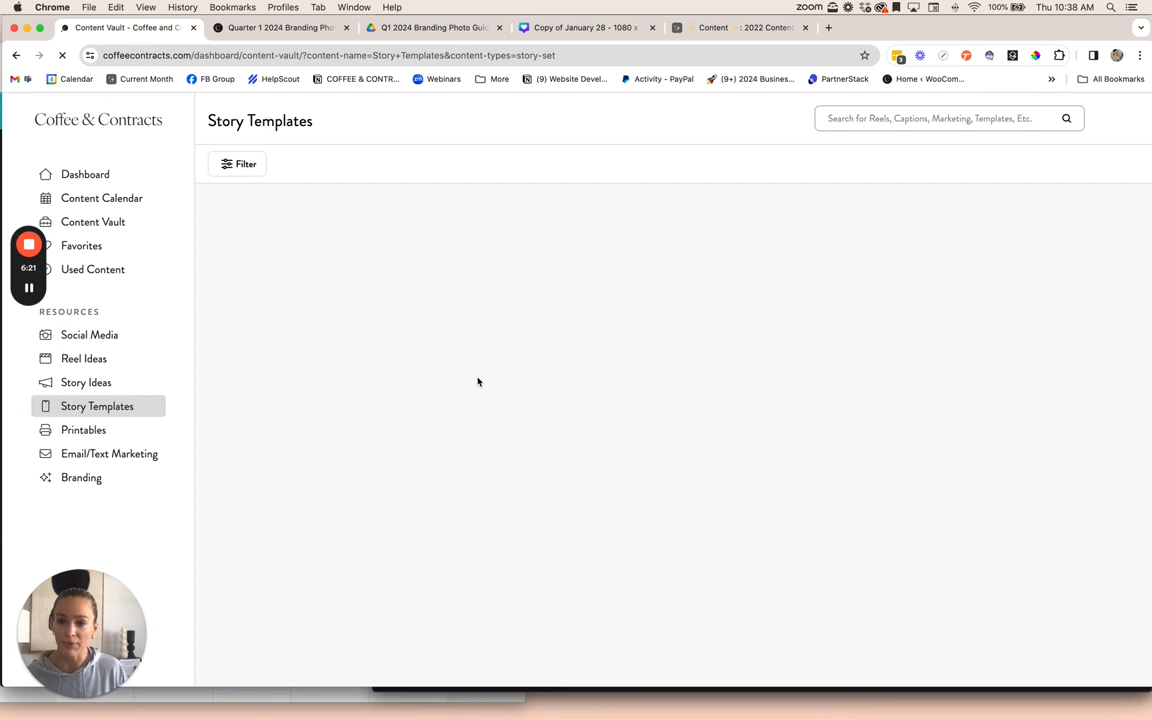 Chrome File Edit View History Bookmarks Profiles Tab Window Help
zoom 100% Thu Jan 10:38 AM
Content Vault - Coffee and C
Quarter 1 2024 Branding Pho
Q1 2024 Branding Photo Guid
Copy of January 28 - 1080 x
Content ✨: 2022 Content
coffeecontracts.com/dashboard/content-vault/?content-name=Story+Templates&content-types=story-set
3
M Calendar Current Month FB Group HelpScout COFFEE & CONTR... Webinars More (9) Website Devel... Activity - PayPal (9+) 2024 Busines... PartnerStack Home ‹ WooCom... » All Bookmarks
Coffee & Contracts
Story Templates
Search for Reels, Captions, Marketing, Templates, Etc.
Filter
Dashboard
Content Calendar
Content Vault
Favorites
Used Content
6:21
RESOURCES
Social Media
Reel Ideas
Story Ideas
Story Templates
Printables
Email/Text Marketing
Branding